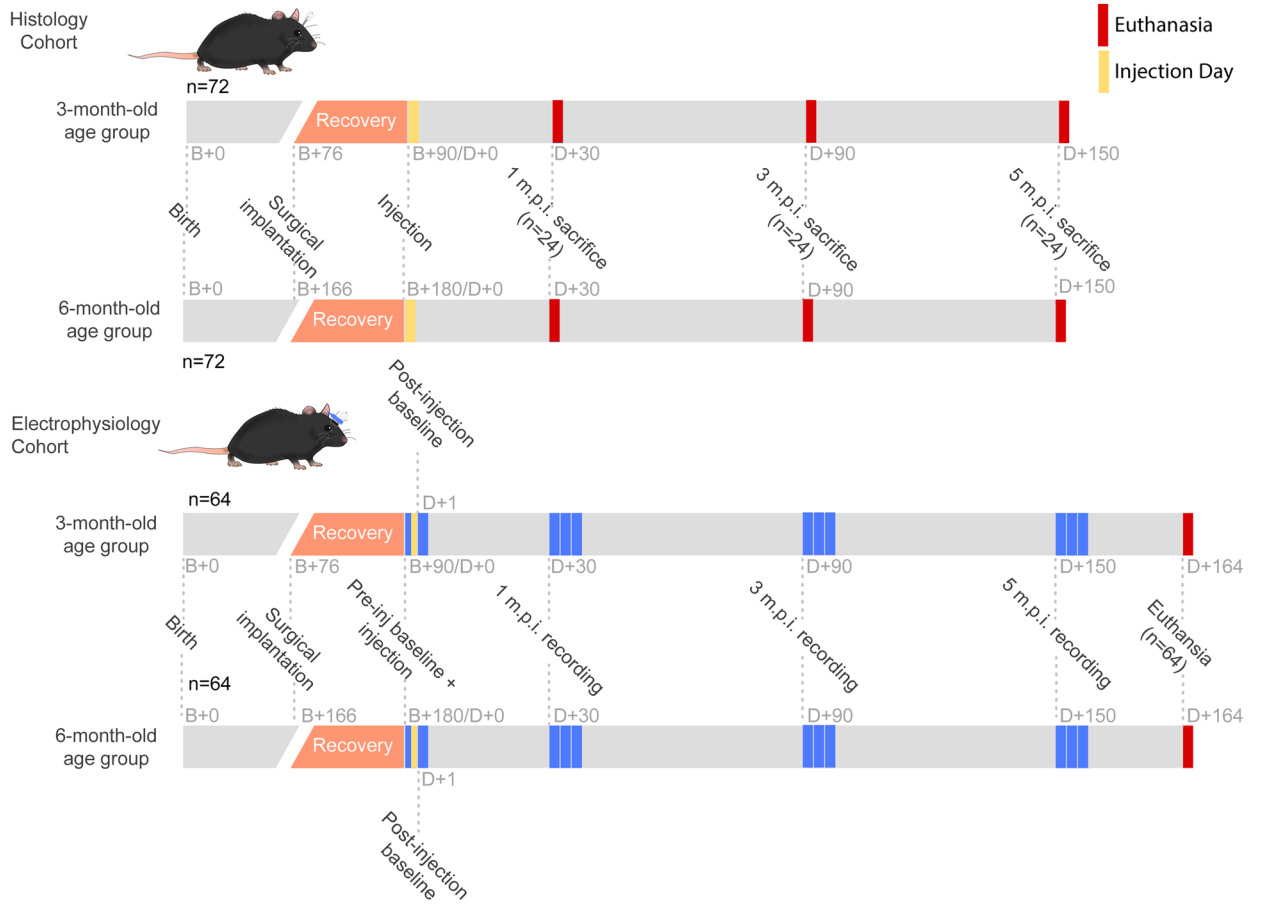 Histology
Cohort
Euthanasia
Injection Day
n=72
3-month-old
age group
Recovery
B+0
B+76
B+90/D+0
D+30
D+90
D+150
Birth
Surgical
implantation
Injection
1 m.p.i. sacrifice
(n=24)
3 m.p.i. sacrifice
(n=24)
5 m.p.i. sacrifice
(n=24)
B+0
B+166
B+180/D+0
D+30
D+90
D+150
6-month-old
age group
Recovery
n=72
Post-injection
baseline
Electrophysiology
Cohort
n=64
D+1
3-month-old
age group
Recovery
B+0
B+76
B+90/D+0
D+30
D+90
D+150
D+164
Birth
Surgical
implantation
Pre-inj baseline +
injection
1 m.p.i. recording
3 m.p.i. recording
5 m.p.i. recording
Euthansia
(n=64)
n=64
B+0
B+166
B+180/D+0
D+30
D+90
D+150
D+164
6-month-old
age group
Recovery
D+1
Post-injection
baseline